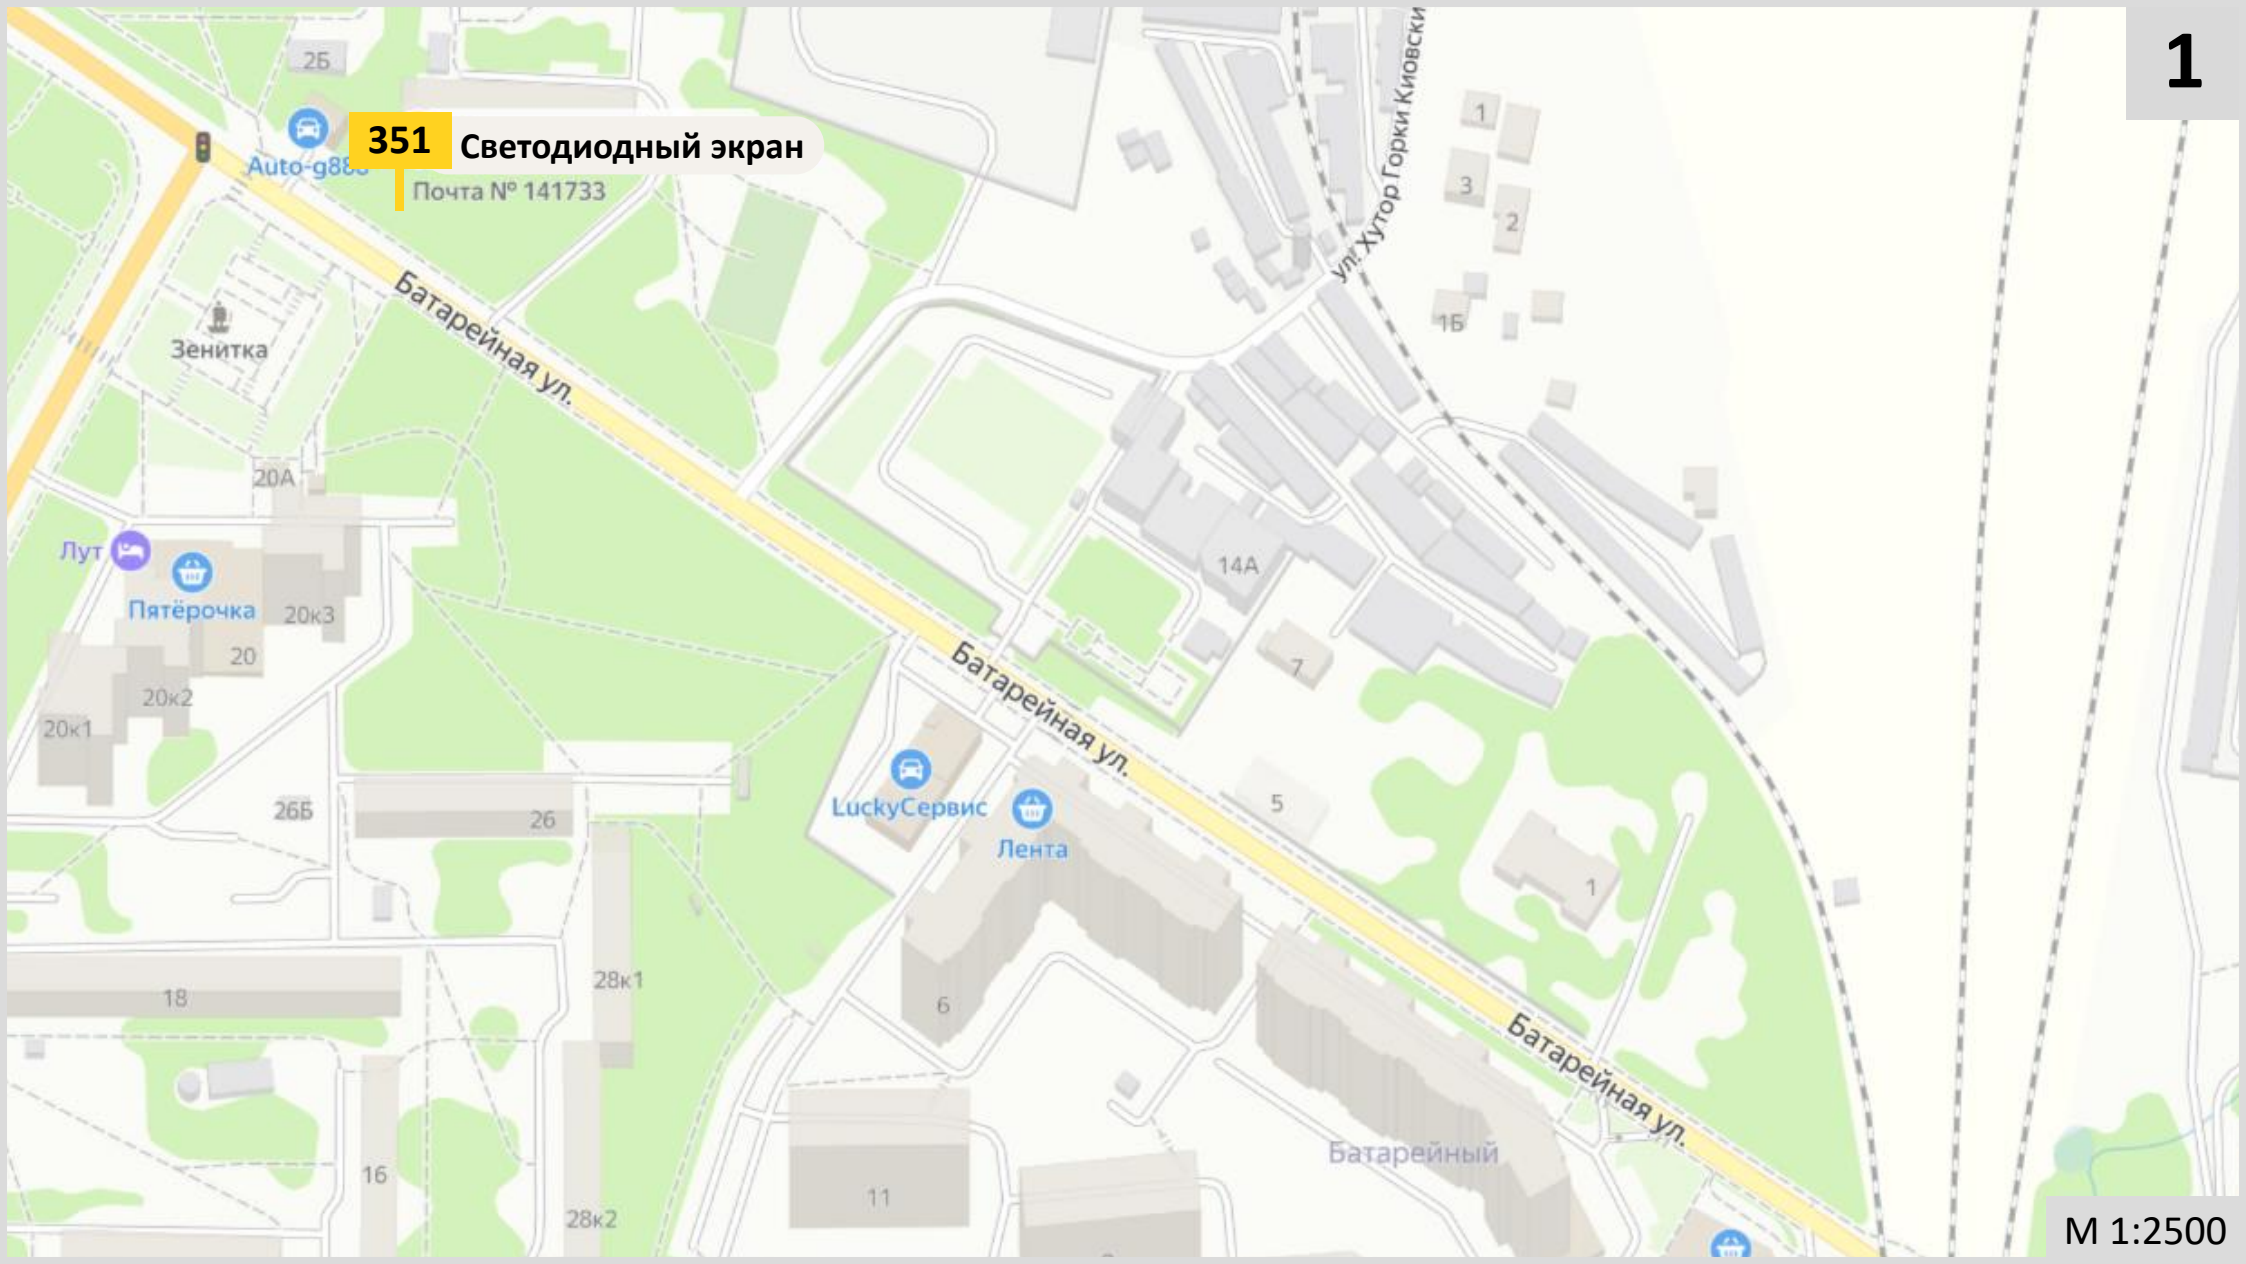 1
2Б
351 Светодиодный экран
Auto-g88
Почта № 141733
ул. Хутор Горки Киовски
1
3
2
1Б
Батарейная ул.
Зенитка
20А
Лут
Пятёрочка
20к3
20
20к2
20к1
14А
7
Батарейная ул.
LuckyСервис
Лента
5
26Б
26
1
18
28к1
6
Батарейная ул.
Батарейный
16
11
28к2
М 1:2500